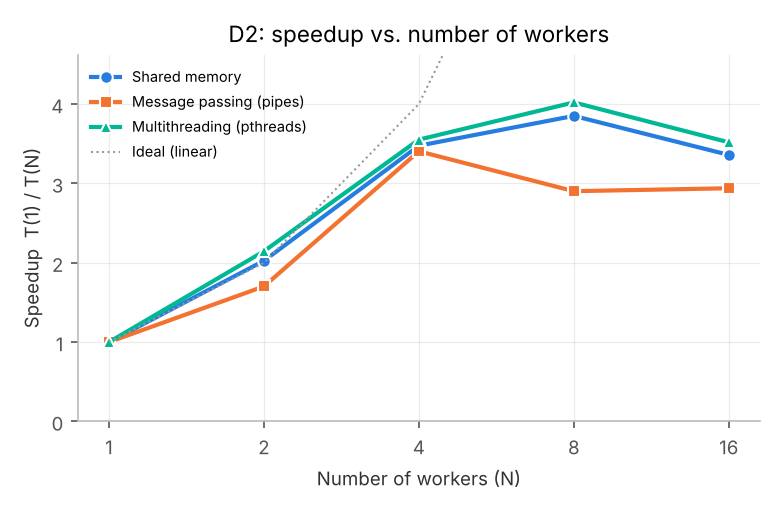 D2: speedup vs. number of workers
Shared memory
Message passing (pipes)
Multithreading (pthreads)
Ideal (linear)
Speedup T(1) / T(N)
4
3
2
1
0
1 2 4 8 16
Number of workers (N)